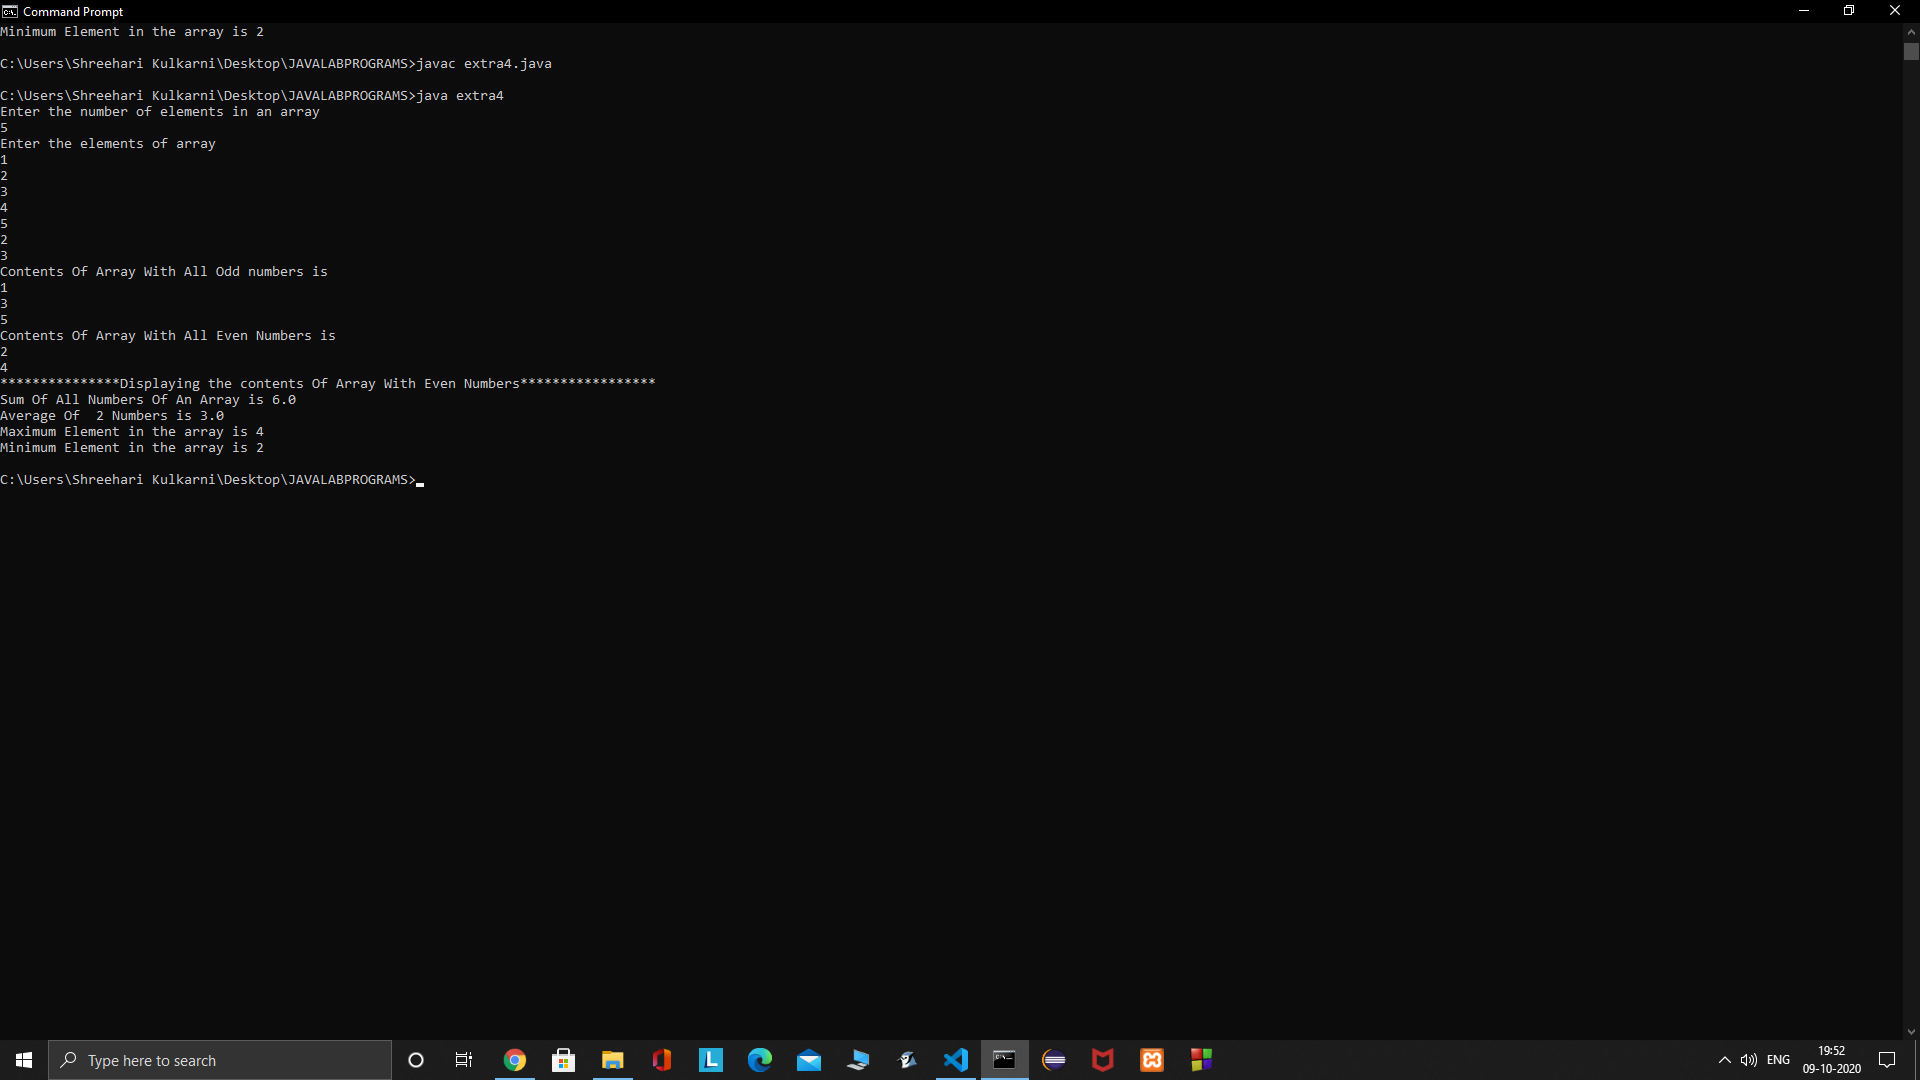 Command Prompt
Minimum Element in the array is 2
C:\Users\Shreehari Kulkarni\Desktop\JAVALABPROGRAMS>javac extra4.java
C:\Users\Shreehari Kulkarni\Desktop\JAVALABPROGRAMS>java extra4
Enter the number of elements in an array
5
Enter the elements of array
1
2
3
4
5
2
3
Contents Of Array With All Odd numbers is
1
3
5
Contents Of Array With All Even Numbers is
2
4
***************Displaying the contents Of Array With Even Numbers*****************
Sum Of All Numbers Of An Array is 6.0
Average Of  2 Numbers is 3.0
Maximum Element in the array is 4
Minimum Element in the array is 2
C:\Users\Shreehari Kulkarni\Desktop\JAVALABPROGRAMS>
Type here to search
L
ENG
19:52
09-10-2020